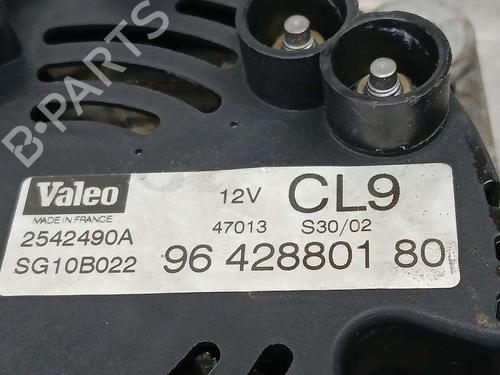 B-PARTS
Valeo
MADE IN FRANCE
12V CL9
47013 S30/02
2542490A
SG10B022
96 428801 80